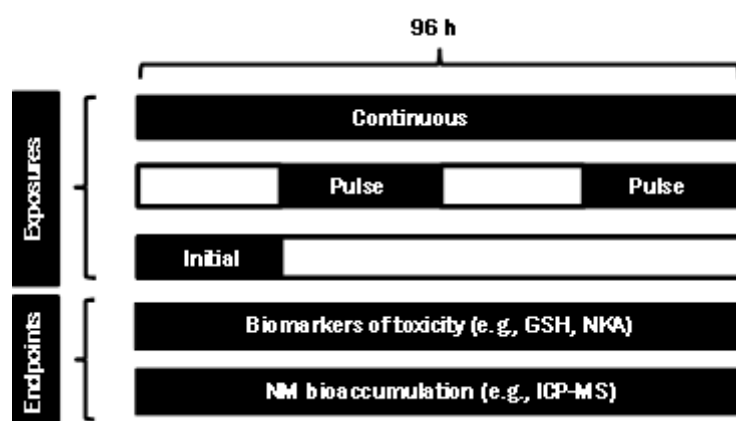 96 h
Exposures
Continuous
Pulse
Pulse
Initial
Endpoints
Biomarkers of toxicity (e.g., GSH, NKA)
NM bioaccumulation (e.g., ICP-MS)